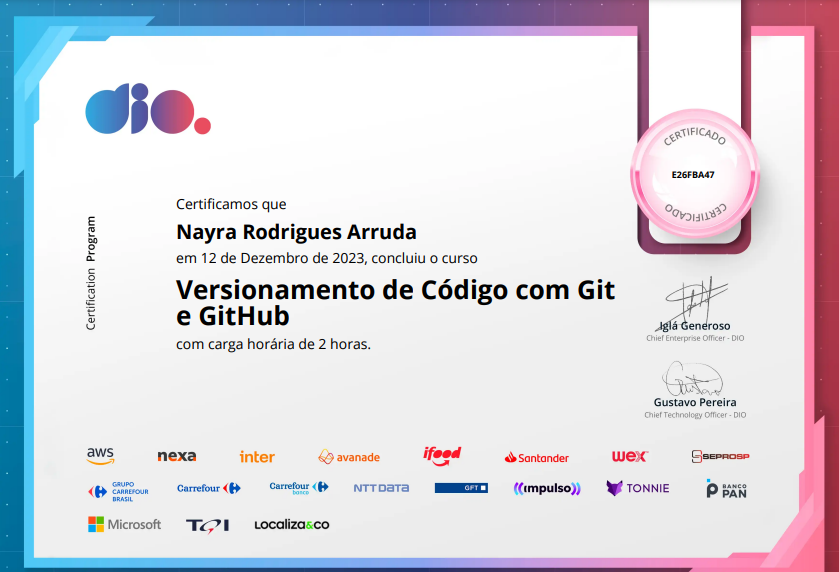 dio.
CERTIFICADO
E26FBA47
CERTIFICADO
Certification Program
Certificamos que
Nayra Rodrigues Arruda
em 12 de Dezembro de 2023, concluiu o curso
Versionamento de Código com Git
e GitHub
com carga horária de 2 horas.
Iglá Generoso
Chief Enterprise Officer - DIO
Gustavo Pereira
Chief Technology Officer - DIO
aws nexa inter avanade ifood Santander wex SEPROSP
GRUPO CARREFOUR BRASIL Carrefour Carrefour banco NTT DATA GFT ((impulso)) TONNIE BANCO PAN
Microsoft TQI Localiza&co